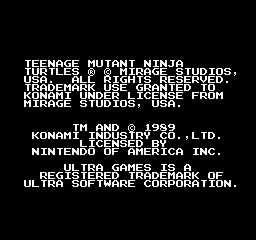 TEENAGE MUTANT NINJA
TURTLES ® © MIRAGE STUDIOS,
USA. ALL RIGHTS RESERVED.
TRADEMARK USE GRANTED TO
KONAMI UNDER LICENSE FROM
MIRAGE STUDIOS, USA.
TM AND © 1989
KONAMI INDUSTRY CO.,LTD.
LICENSED BY
NINTENDO OF AMERICA INC.
ULTRA GAMES IS A
REGISTERED TRADEMARK OF
ULTRA SOFTWARE CORPORATION.